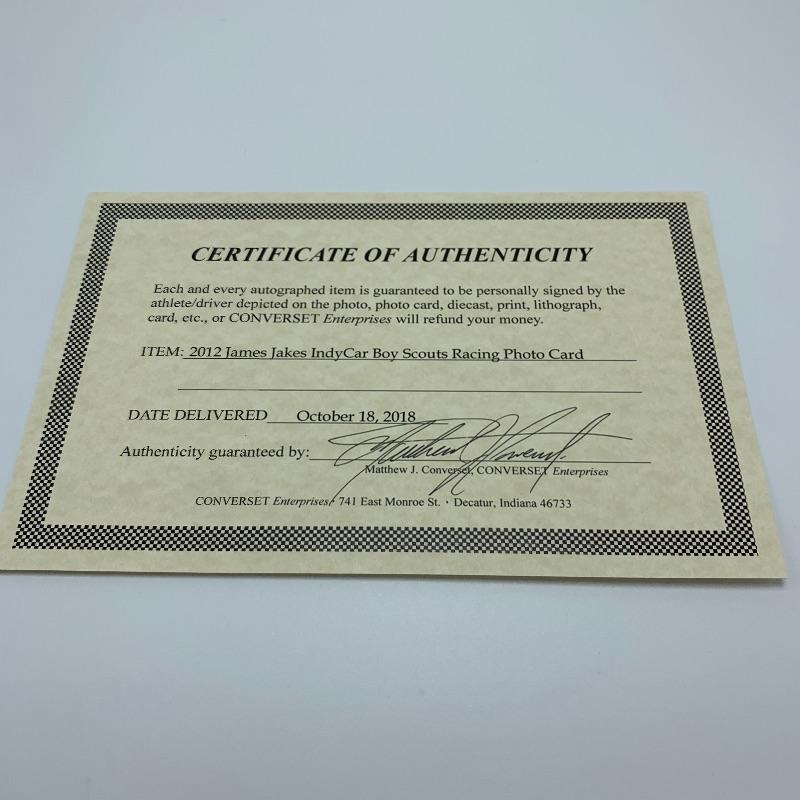 CERTIFICATE OF AUTHENTICITY
Each and every autographed item is guaranteed to be personally signed by the
athlete/driver depicted on the photo, photo card, diecast, print, lithograph,
card, etc., or CONVERSET Enterprises will refund your money.
ITEM: 2012 James Jakes IndyCar Boy Scouts Racing Photo Card
DATE DELIVERED October 18, 2018
Authenticity guaranteed by: Matthew J Converset
Matthew J. Converset, CONVERSET Enterprises
CONVERSET Enterprises · 741 East Monroe St. · Decatur, Indiana 46733